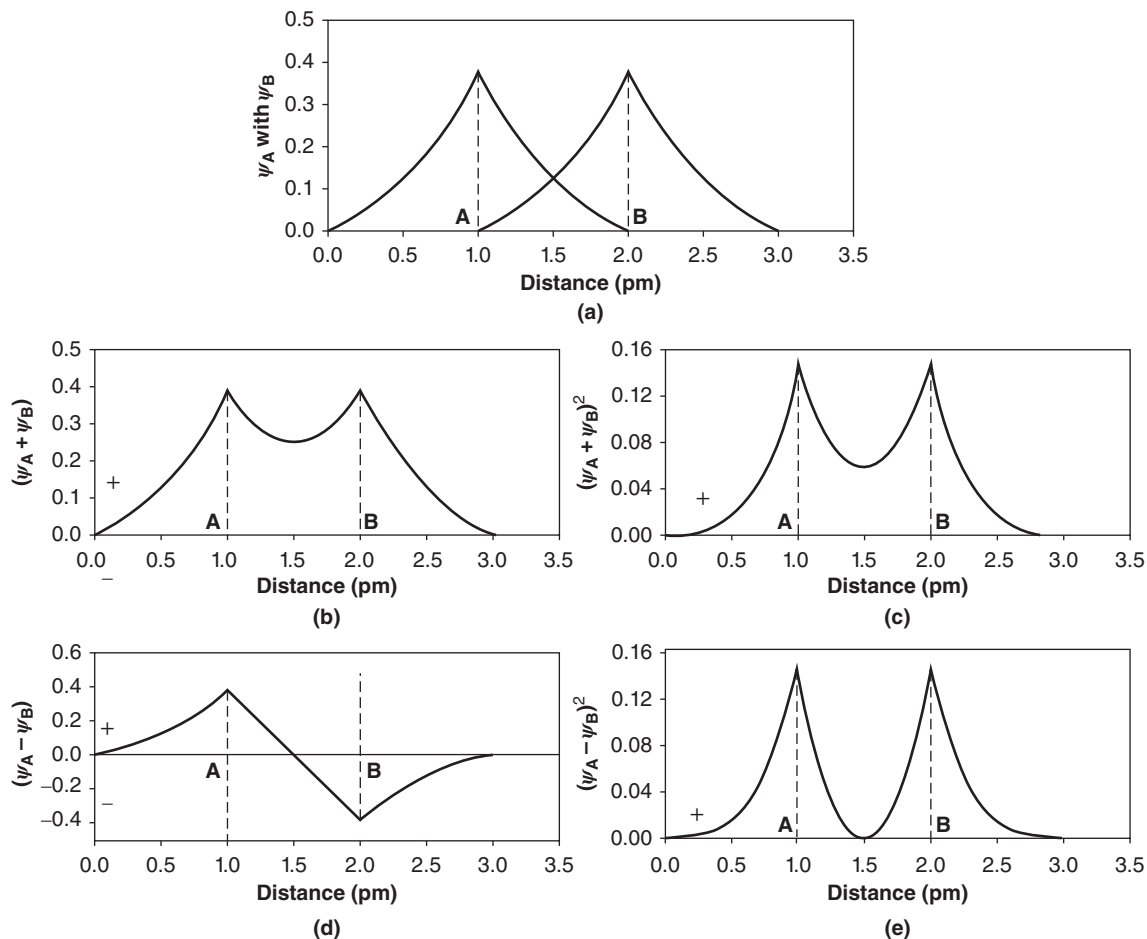 0.5
0.4
0.3
0.2
0.1
0.0
ψA with ψB
A
B
0.0 0.5 1.0 1.5 2.0 2.5 3.0 3.5
Distance (pm)
(a)
0.5
0.4
0.3
0.2
0.1
0.0
(ψA + ψB)
+
−
A
B
0.0 0.5 1.0 1.5 2.0 2.5 3.0 3.5
Distance (pm)
(b)
0.16
0.12
0.08
0.04
0.00
(ψA + ψB)²
+
A
B
0.0 0.5 1.0 1.5 2.0 2.5 3.0 3.5
Distance (pm)
(c)
0.6
0.4
0.0
−0.2
−0.4
(ψA − ψB)
+
−
A
B
0.0 0.5 1.0 1.5 2.0 2.5 3.0 3.5
Distance (pm)
(d)
0.16
0.12
0.08
0.04
0.00
(ψA − ψB)²
+
A
B
0.0 0.5 1.0 1.5 2.0 2.5 3.0 3.5
Distance (pm)
(e)